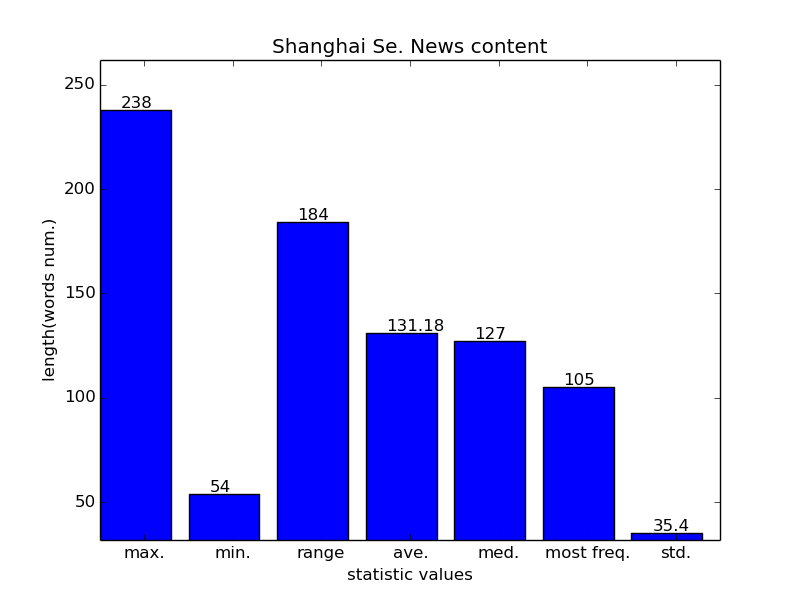 Shanghai Se. News content
250
200
150
100
50
length(words num.)
238
54
184
131.18
127
105
35.4
max.
min.
range
ave.
med.
most freq.
std.
statistic values